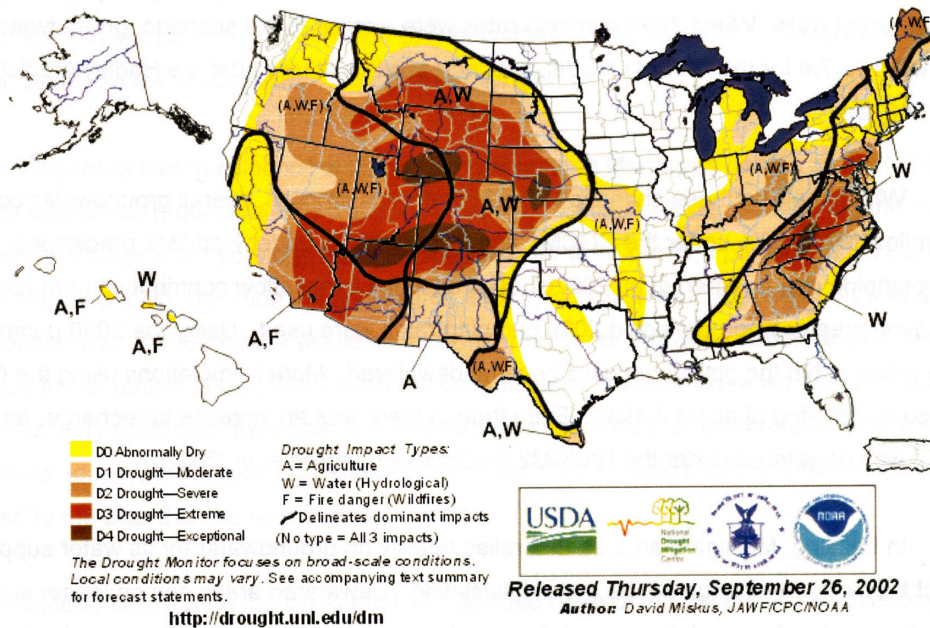 (A,W,F)
A,W
(A,W,F)
(A,W,F)
(A,W,F)
W
(A,W,F)
A,W
(A,W,F)
W
A,F
W
A,F
A,F
A
(A,W,F)
W
A,W
D0 Abnormally Dry
D1 Drought—Moderate
D2 Drought—Severe
D3 Drought—Extreme
D4 Drought—Exceptional
Drought Impact Types:
A = Agriculture
W = Water (Hydrological)
F = Fire danger (Wildfires)
Delineates dominant impacts
(No type = All 3 impacts)
The Drought Monitor focuses on broad-scale conditions.
Local conditions may vary. See accompanying text summary
for forecast statements.
http://drought.unl.edu/dm
USDA
National
Drought
Mitigation
Center
NOAA
Released Thursday, September 26, 2002
Author: David Miskus, JAWF/CPC/NOAA